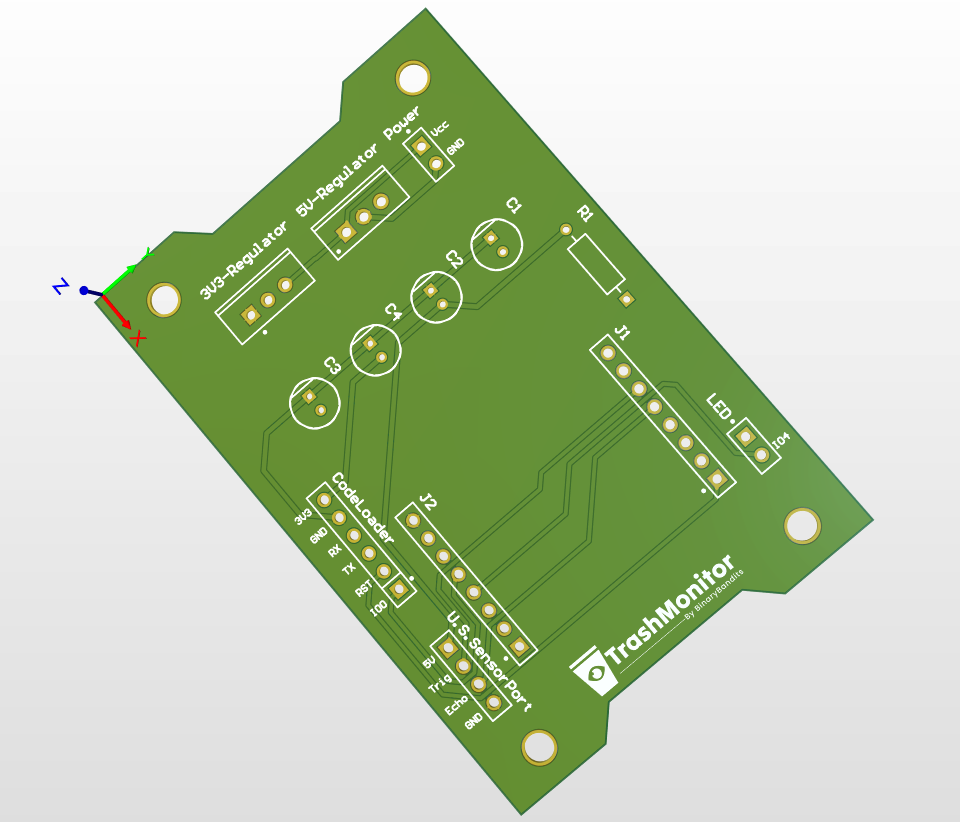 Power
Vcc
GND
5V-Regulator
3V3-Regulator
C1
C2
C4
C3
R1
J1
LED
IO4
CodeLoader
3V3
GND
RX
TX
RST
IO0
J2
U.S.SensorPort
5V
Trig
Echo
GND
TrashMonitor
By BinaryBandits
Z
Y
X